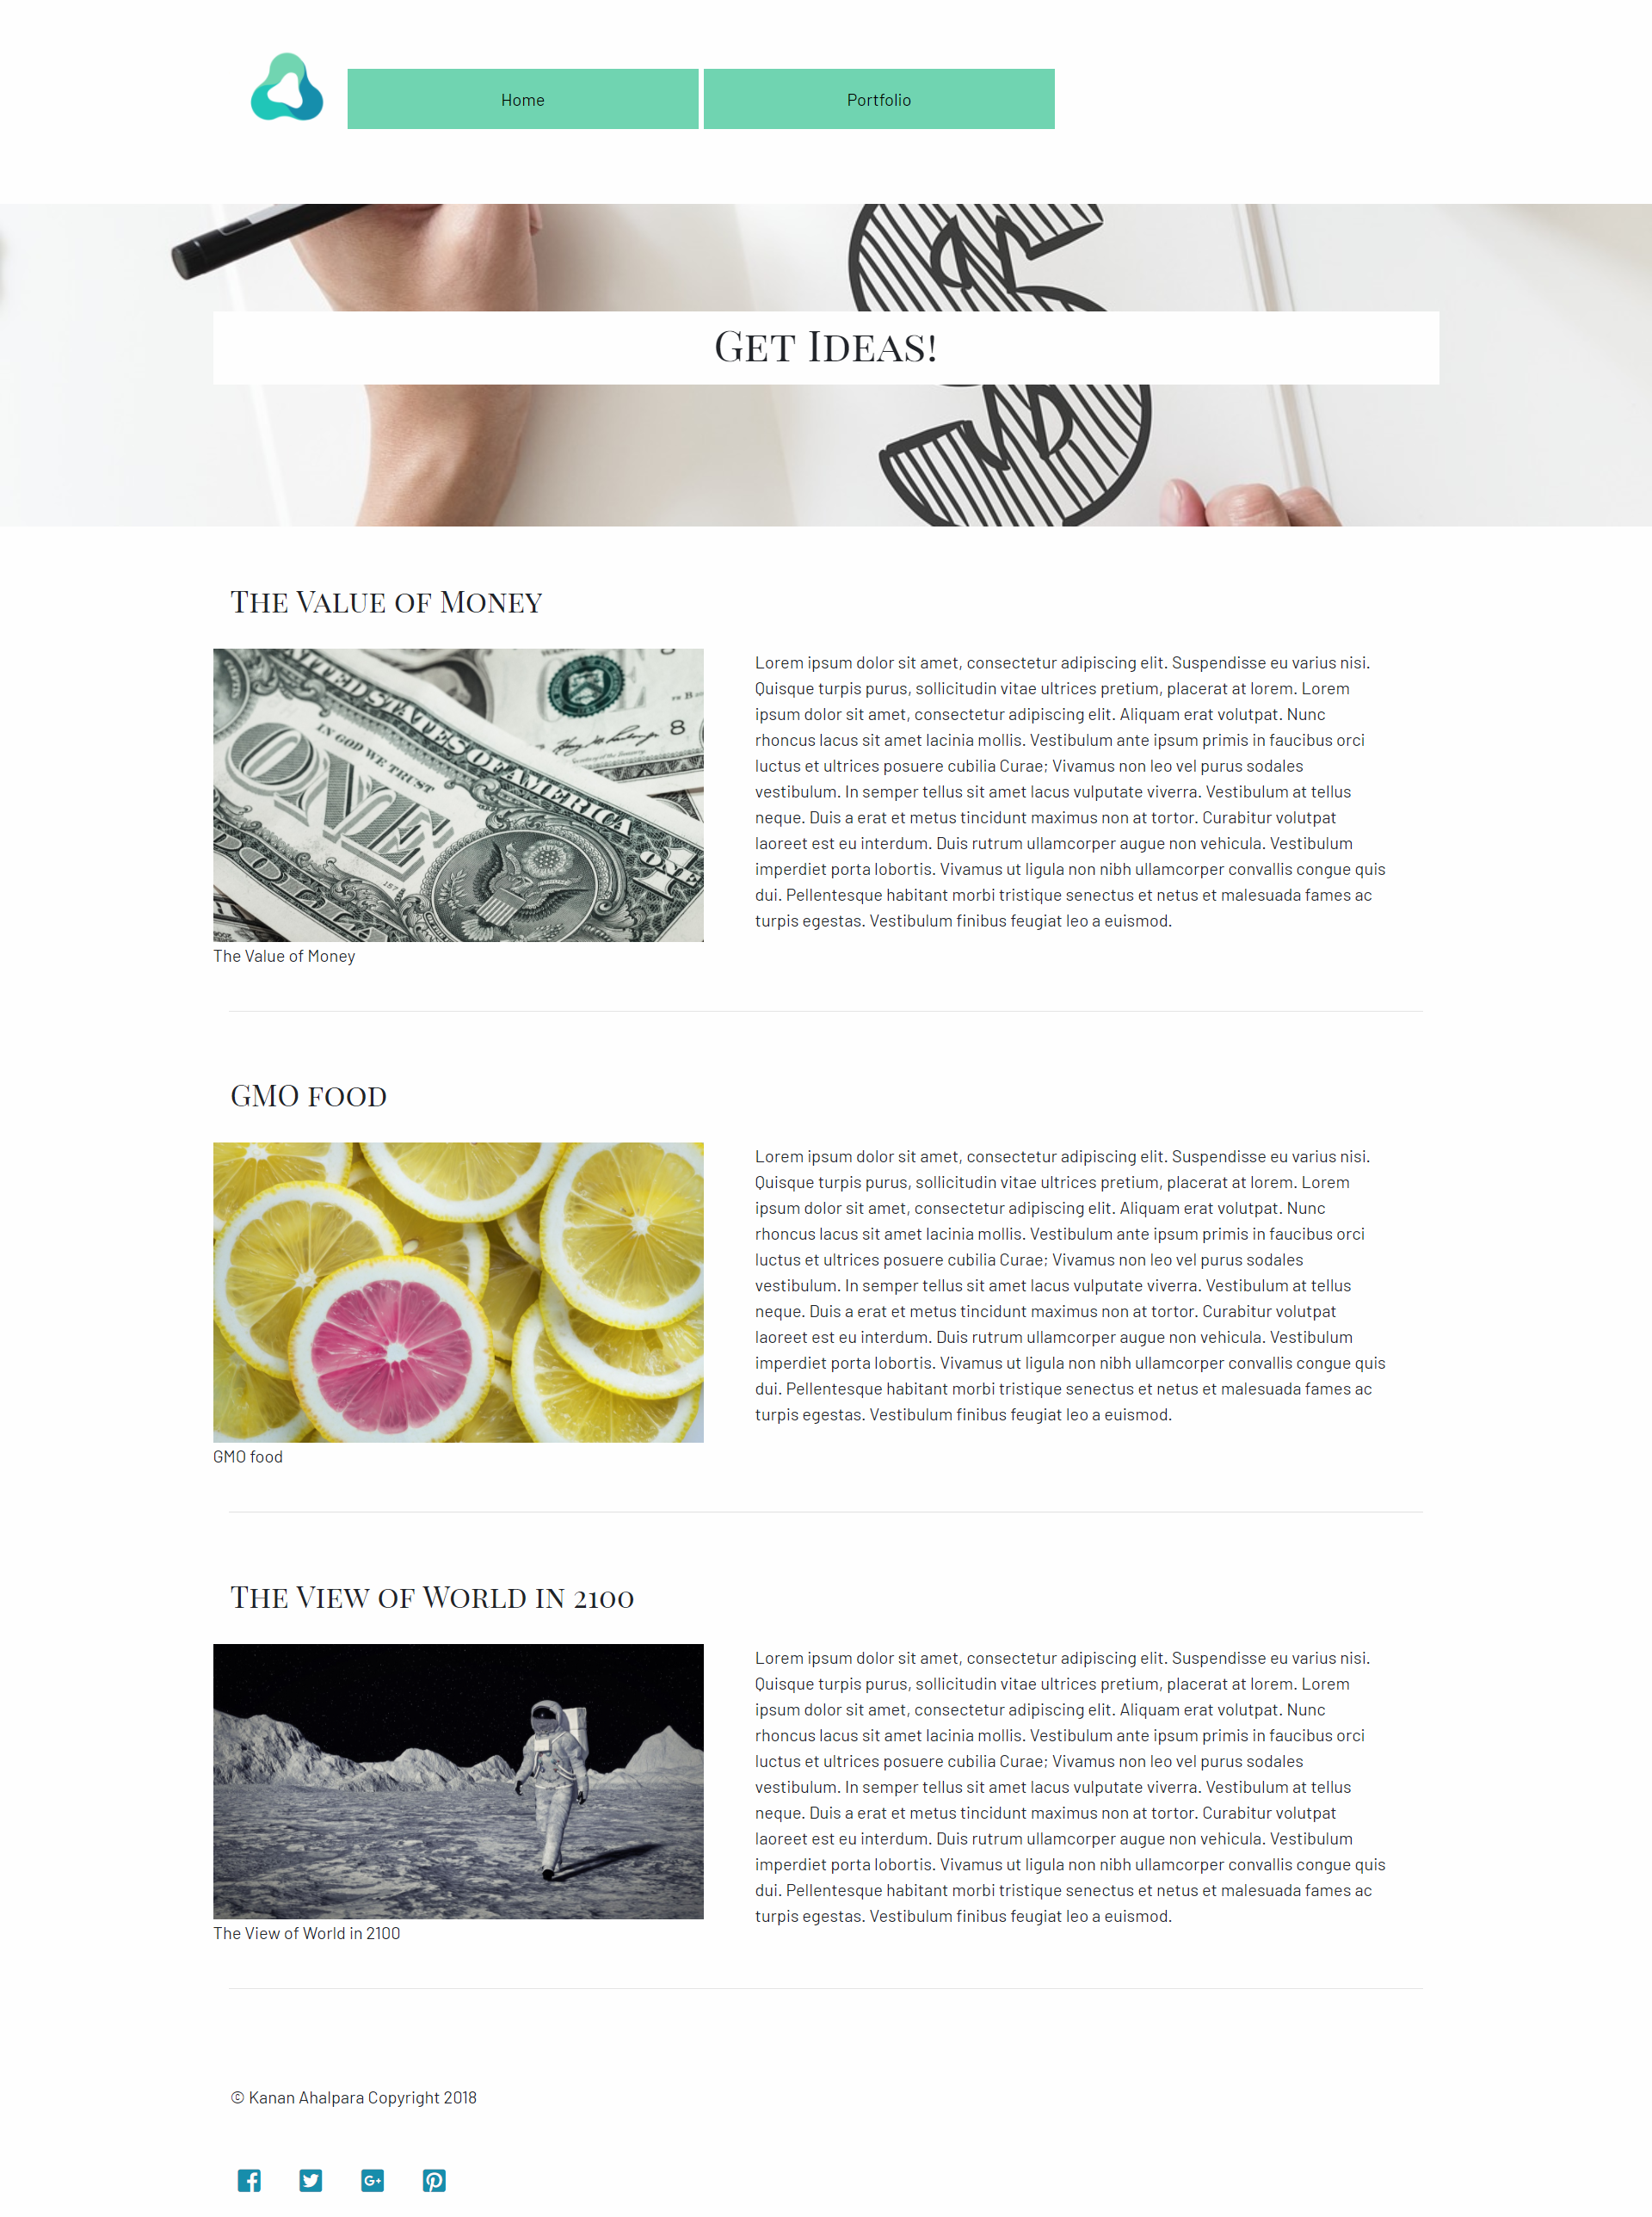 Home
Portfolio
Get Ideas!
The Value of Money
UNITED STATES OF AMERICA
IN GOD WE TRUST
ONE
ONE
Lorem ipsum dolor sit amet, consectetur adipiscing elit. Suspendisse eu varius nisi.
Quisque turpis purus, sollicitudin vitae ultrices pretium, placerat at lorem. Lorem
ipsum dolor sit amet, consectetur adipiscing elit. Aliquam erat volutpat. Nunc
rhoncus lacus sit amet lacinia mollis. Vestibulum ante ipsum primis in faucibus orci
luctus et ultrices posuere cubilia Curae; Vivamus non leo vel purus sodales
vestibulum. In semper tellus sit amet lacus vulputate viverra. Vestibulum at tellus
neque. Duis a erat et metus tincidunt maximus non at tortor. Curabitur volutpat
laoreet est eu interdum. Duis rutrum ullamcorper augue non vehicula. Vestibulum
imperdiet porta lobortis. Vivamus ut ligula non nibh ullamcorper convallis congue quis
dui. Pellentesque habitant morbi tristique senectus et netus et malesuada fames ac
turpis egestas. Vestibulum finibus feugiat leo a euismod.
The Value of Money
GMO food
Lorem ipsum dolor sit amet, consectetur adipiscing elit. Suspendisse eu varius nisi.
Quisque turpis purus, sollicitudin vitae ultrices pretium, placerat at lorem. Lorem
ipsum dolor sit amet, consectetur adipiscing elit. Aliquam erat volutpat. Nunc
rhoncus lacus sit amet lacinia mollis. Vestibulum ante ipsum primis in faucibus orci
luctus et ultrices posuere cubilia Curae; Vivamus non leo vel purus sodales
vestibulum. In semper tellus sit amet lacus vulputate viverra. Vestibulum at tellus
neque. Duis a erat et metus tincidunt maximus non at tortor. Curabitur volutpat
laoreet est eu interdum. Duis rutrum ullamcorper augue non vehicula. Vestibulum
imperdiet porta lobortis. Vivamus ut ligula non nibh ullamcorper convallis congue quis
dui. Pellentesque habitant morbi tristique senectus et netus et malesuada fames ac
turpis egestas. Vestibulum finibus feugiat leo a euismod.
GMO food
The View of World in 2100
Lorem ipsum dolor sit amet, consectetur adipiscing elit. Suspendisse eu varius nisi.
Quisque turpis purus, sollicitudin vitae ultrices pretium, placerat at lorem. Lorem
ipsum dolor sit amet, consectetur adipiscing elit. Aliquam erat volutpat. Nunc
rhoncus lacus sit amet lacinia mollis. Vestibulum ante ipsum primis in faucibus orci
luctus et ultrices posuere cubilia Curae; Vivamus non leo vel purus sodales
vestibulum. In semper tellus sit amet lacus vulputate viverra. Vestibulum at tellus
neque. Duis a erat et metus tincidunt maximus non at tortor. Curabitur volutpat
laoreet est eu interdum. Duis rutrum ullamcorper augue non vehicula. Vestibulum
imperdiet porta lobortis. Vivamus ut ligula non nibh ullamcorper convallis congue quis
dui. Pellentesque habitant morbi tristique senectus et netus et malesuada fames ac
turpis egestas. Vestibulum finibus feugiat leo a euismod.
The View of World in 2100
© Kanan Ahalpara Copyright 2018